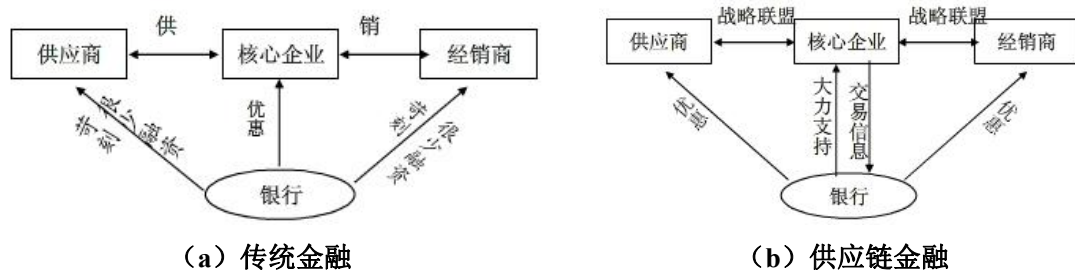 供 销
供应商 核心企业 经销商
很少融资
苛刻
优惠
苛刻
很少融资
银行
（a）传统金融
战略联盟 战略联盟
供应商 核心企业 经销商
优惠
大力支持
交易信息
优惠
银行
（b）供应链金融